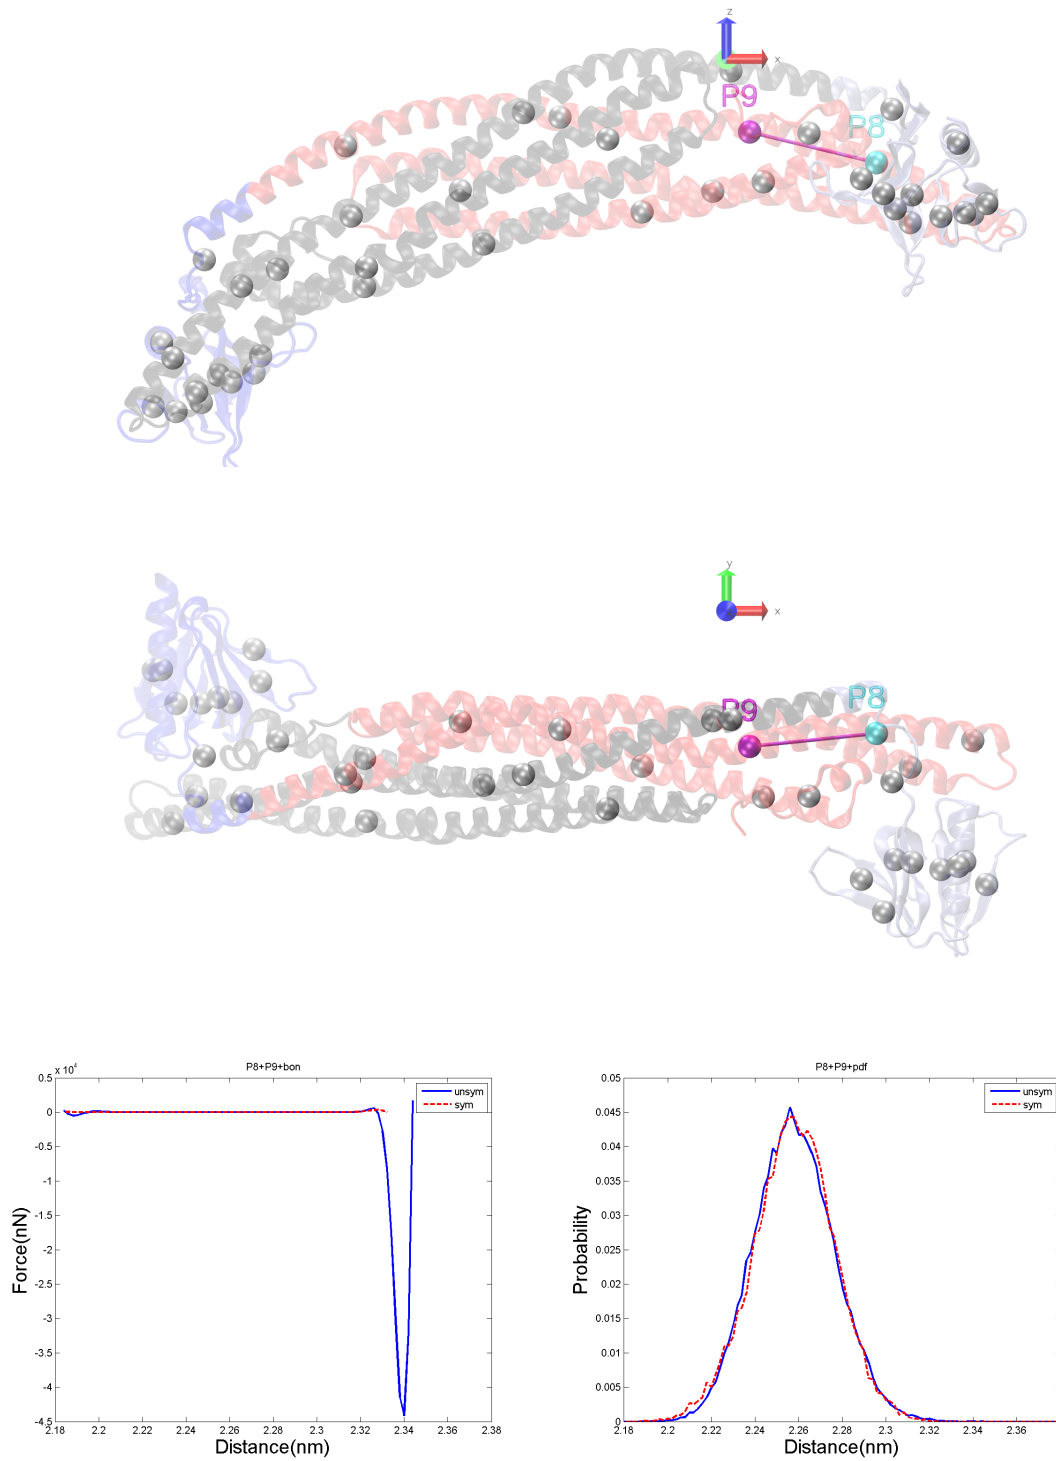 z
x
P9
P8
y
x
P9
P8
P8+P9+bon
x 10^4
0.5
0
-0.5
-1
-1.5
-2
-2.5
-3
-3.5
-4
-4.5
2.18 2.2 2.22 2.24 2.26 2.28 2.3 2.32 2.34 2.36 2.38
Force(nN)
Distance(nm)
unsym
sym
P8+P9+pdf
0.05
0.045
0.04
0.035
0.03
0.025
0.02
0.015
0.01
0.005
0
2.18 2.2 2.22 2.24 2.26 2.28 2.3 2.32 2.34 2.36
Probability
Distance(nm)
unsym
sym